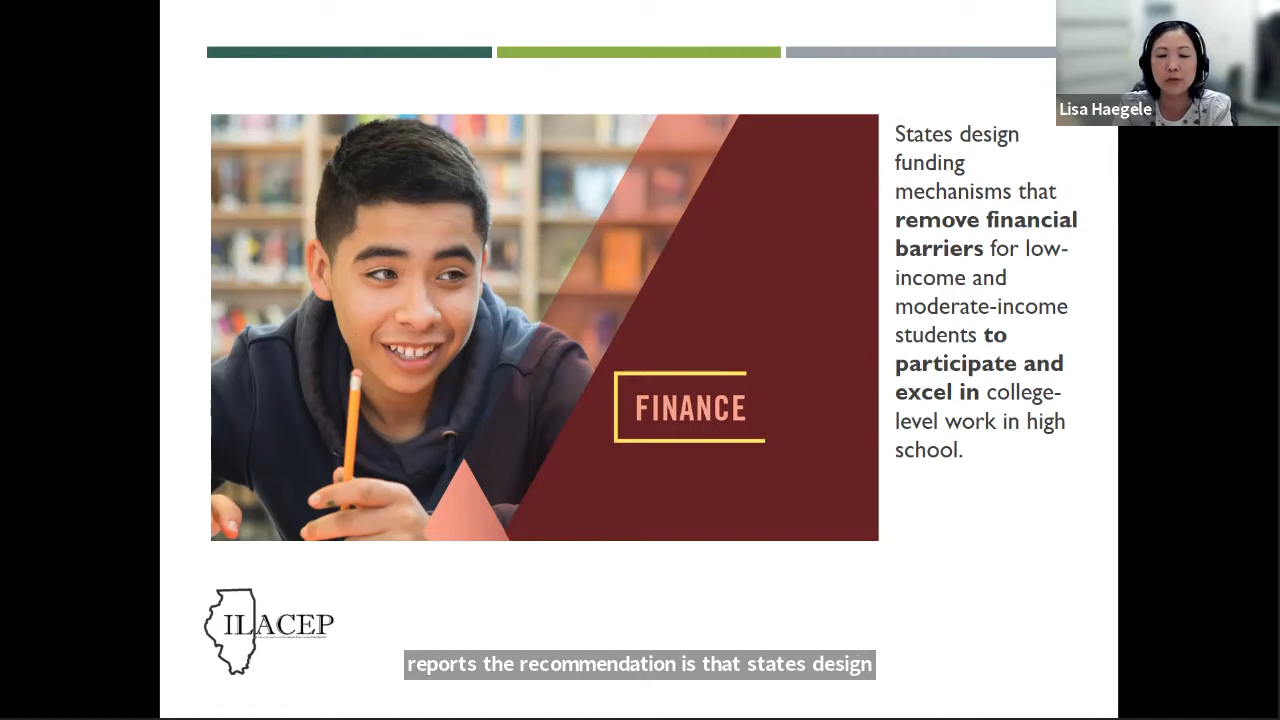 Lisa Haegele
States design
funding
mechanisms that
remove financial
barriers for low-
income and
moderate-income
students to
participate and
excel in college-
level work in high
school.
FINANCE
ILACEP
reports the recommendation is that states design